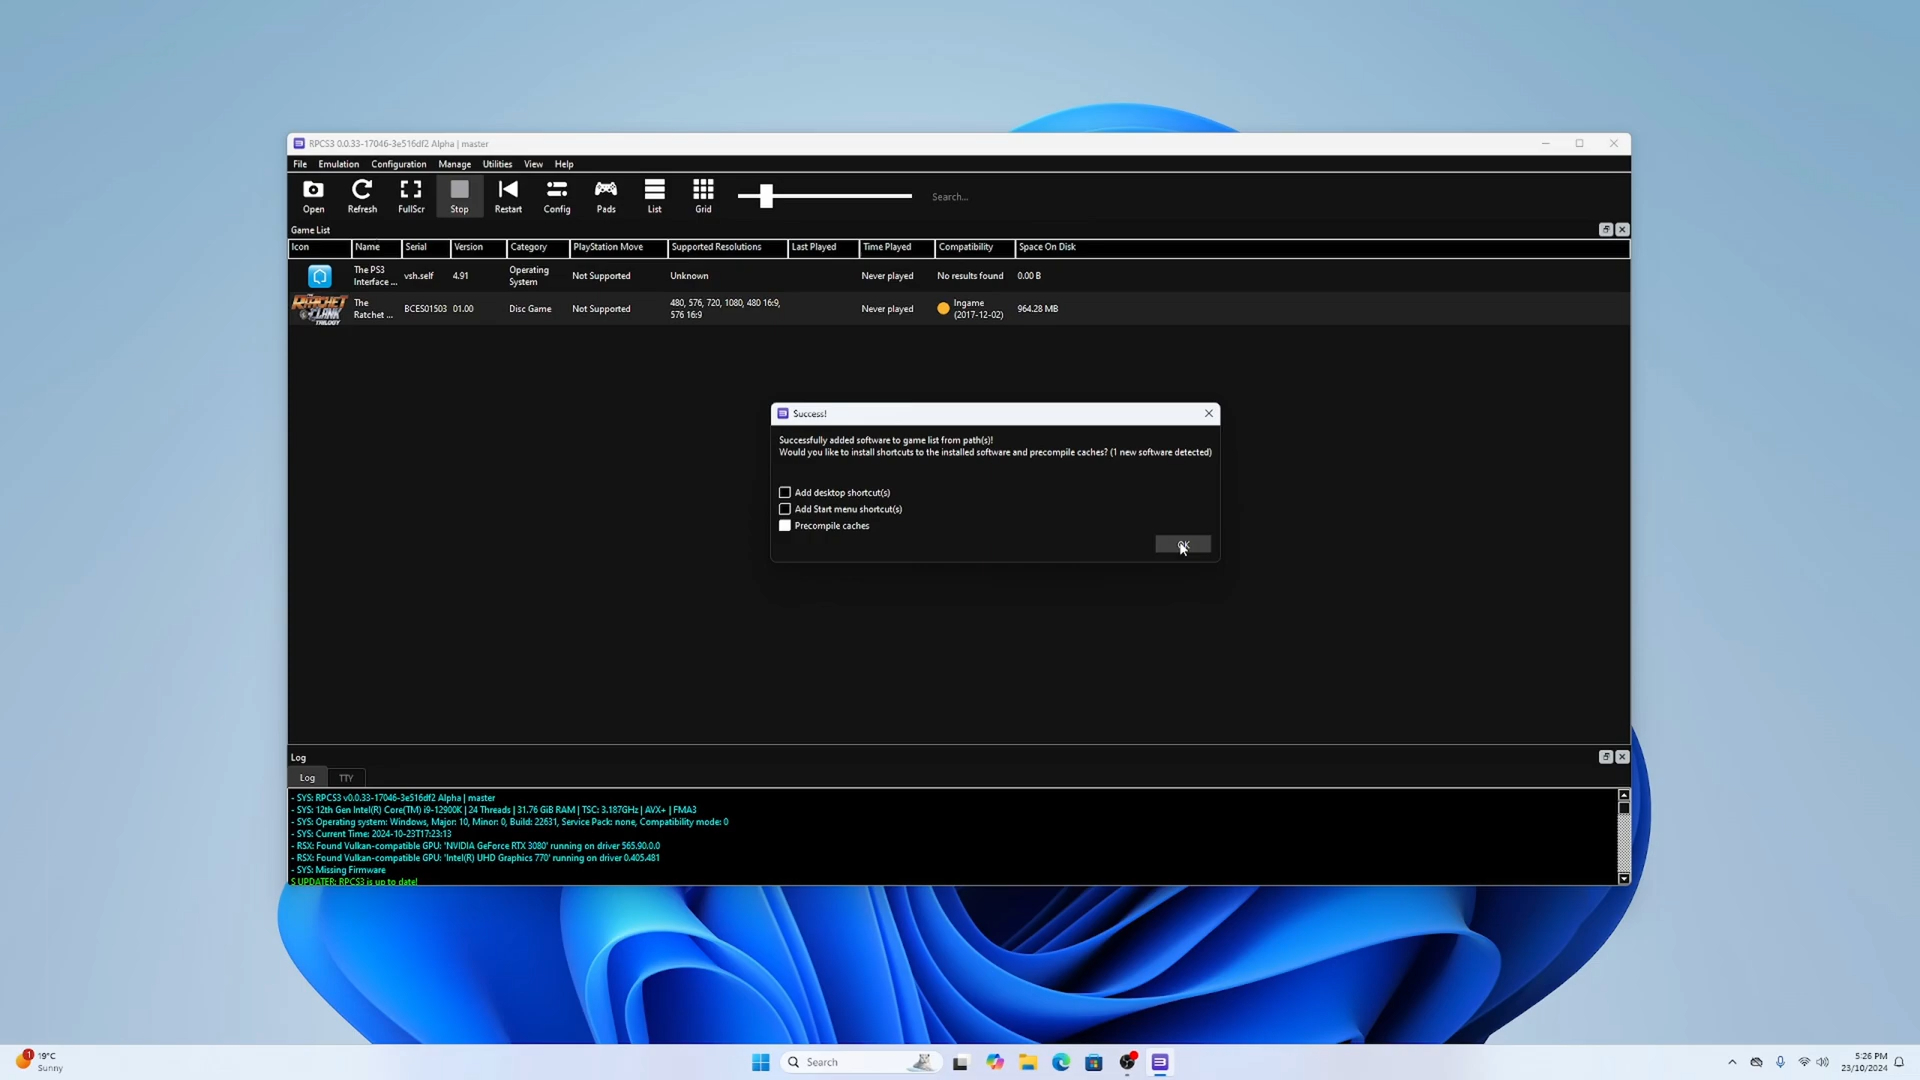 RPCS3 0.0.33-17046-3e516df2 Alpha | master
File Emulation Configuration Manage Utilities View Help
Open Refresh FullScr Stop Restart Config Pads List Grid Search...
Game List
Icon Name Serial Version Category PlayStation Move Supported Resolutions Last Played Time Played Compatibility Space On Disk
The PS3 Interface ... vsh.self 4.91 Operating System Not Supported Unknown Never played No results found 0.00 B
RATCHET CLANK TRILOGY
The Ratchet ... BCES01503 01.00 Disc Game Not Supported 480, 576, 720, 1080, 480 16:9, 576 16:9 Never played Ingame (2017-12-02) 964.28 MB
Success!
Successfully added software to game list from path(s)!
Would you like to install shortcuts to the installed software and precompile caches? (1 new software detected)
Add desktop shortcut(s)
Add Start menu shortcut(s)
Precompile caches
OK
Log
Log TTY
- SYS: RPCS3 v0.0.33-17046-3e516df2 Alpha | master
- SYS: 12th Gen Intel(R) Core(TM) i9-12900K | 24 Threads | 31.76 GiB RAM | TSC: 3.187GHz | AVX+ | FMA3
- SYS: Operating system: Windows, Major: 10, Minor: 0, Build: 22631, Service Pack: none, Compatibility mode: 0
- SYS: Current Time: 2024-10-23T17:23:13
- RSX: Found Vulkan-compatible GPU: 'NVIDIA GeForce RTX 3080' running on driver 565.90.0.0
- RSX: Found Vulkan-compatible GPU: 'Intel(R) UHD Graphics 770' running on driver 0.405.481
- SYS: Missing Firmware
S UPDATER: RPCS3 is up to date!
1
19°C
Sunny
Search
5:26 PM
23/10/2024